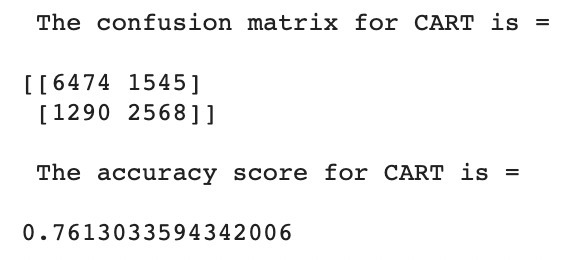 The confusion matrix for CART is =
[[6474 1545]
[1290 2568]]
The accuracy score for CART is =
0.7613033594342006